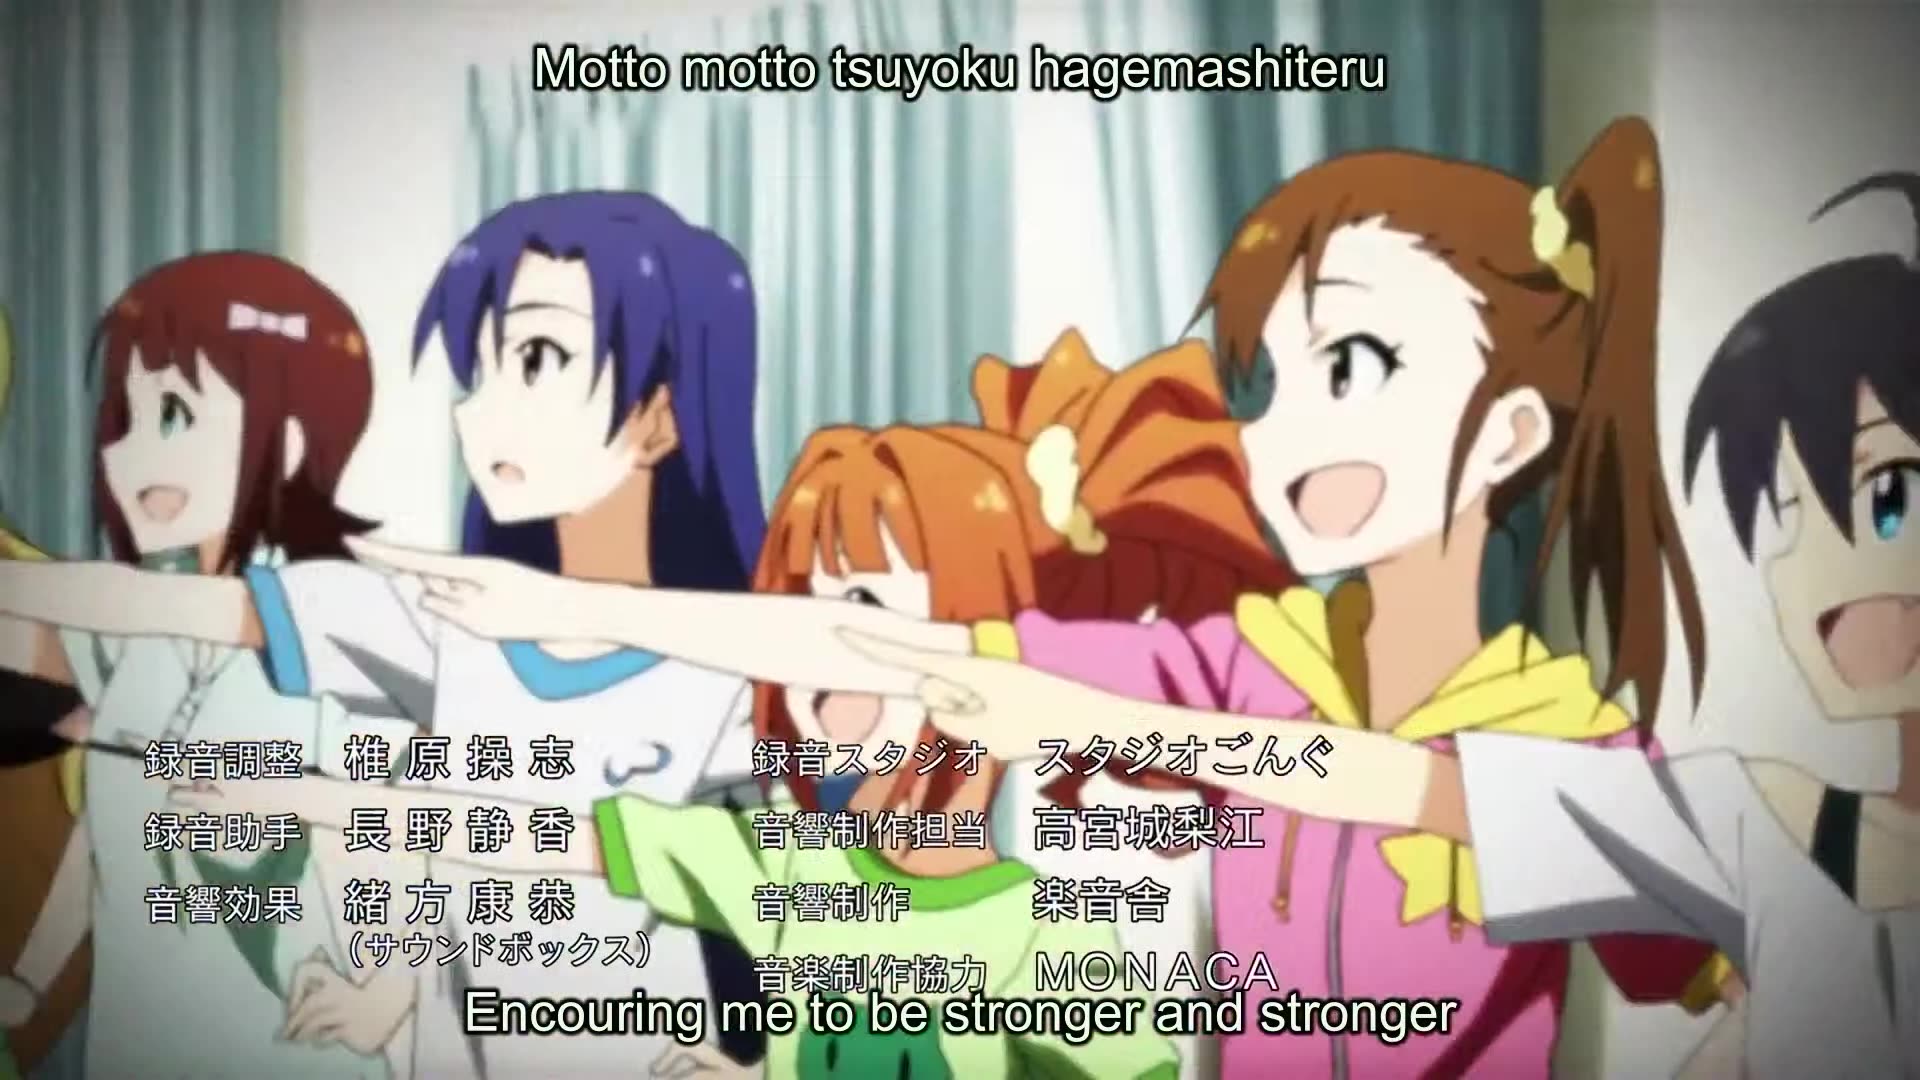 Motto motto tsuyoku hagemashiteru
録音調整 椎原操志
録音助手 長野静香
音響効果 緒方康恭
(サウンドボックス)
録音スタジオ スタジオごんぐ
音響制作担当 高宮城梨江
音響制作 楽音舎
音楽制作協力 MONACA
Encouring me to be stronger and stronger